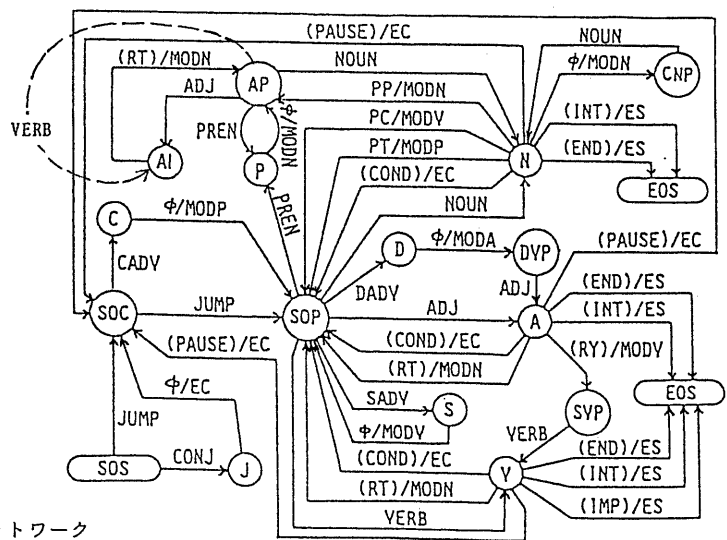 (PAUSE)/EC
NOUN
(RT)/MODN
AP
NOUN
φ/MODN
CNP
ADJ
PP/MODN
φ/MODN
PC/MODV
(INT)/ES
VERB
PREN
AI
PT/MODP
N
(END)/ES
P
(COND)/EC
EOS
PREN
NOUN
C
φ/MODP
D
φ/MODA
DVP
(PAUSE)/EC
CADV
DADV
ADJ
(END)/ES
SOC
JUMP
SOP
ADJ
A
(INT)/ES
(PAUSE)/EC
(COND)/EC
(RY)/MODV
(RT)/MODN
EOS
φ/EC
SADV
S
SVP
JUMP
φ/MODV
VERB
CONJ
(COND)/EC
(END)/ES
SOS
J
V
(INT)/ES
(RT)/MODN
(IMP)/ES
VERB
トワーク